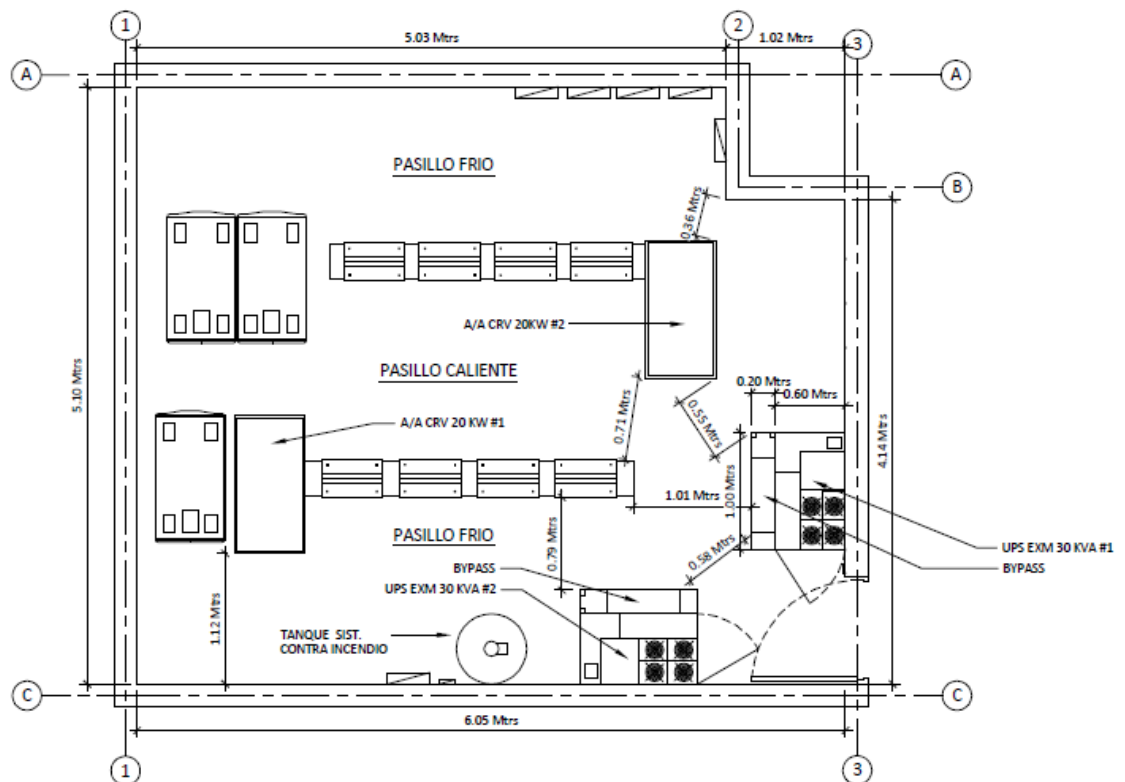 1
2
3
5.03 Mtrs
1.02 Mtrs
A
A
PASILLO FRIO
B
0.36 Mtrs
A/A CRV 20KW #2
PASILLO CALIENTE
5.10 Mtrs
0.20 Mtrs
0.60 Mtrs
0.55 Mtrs
0.71 Mtrs
A/A CRV 20 KW #1
4.14 Mtrs
1.00 Mtrs
1.01 Mtrs
PASILLO FRIO
0.79 Mtrs
0.58 Mtrs
UPS EXM 30 KVA #1
BYPASS
BYPASS
UPS EXM 30 KVA #2
1.12 Mtrs
TANQUE SIST.
CONTRA INCENDIO
C
C
6.05 Mtrs
1
3